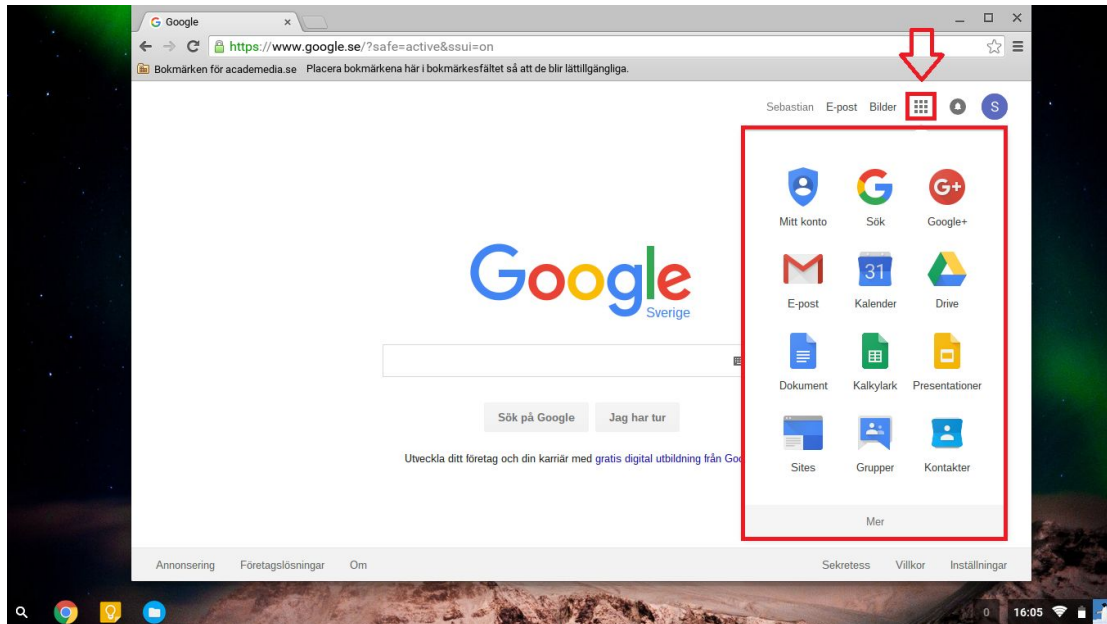 Google
https://www.google.se/?safe=active&ssui=on
Bokmärken för academedia.se Placera bokmärkena här i bokmärkesfältet så att de blir lättillgängliga.
Sebastian E-post Bilder S
Mitt konto Sök Google+
Google
Sverige
31
E-post Kalender Drive
Dokument Kalkylark Presentationer
Sök på Google Jag har tur
Utveckla ditt företag och din karriär med gratis digital utbildning från
Sites Grupper Kontakter
Mer
Annonsering Företagslösningar Om Sekretess Villkor Inställningar
0 16:05